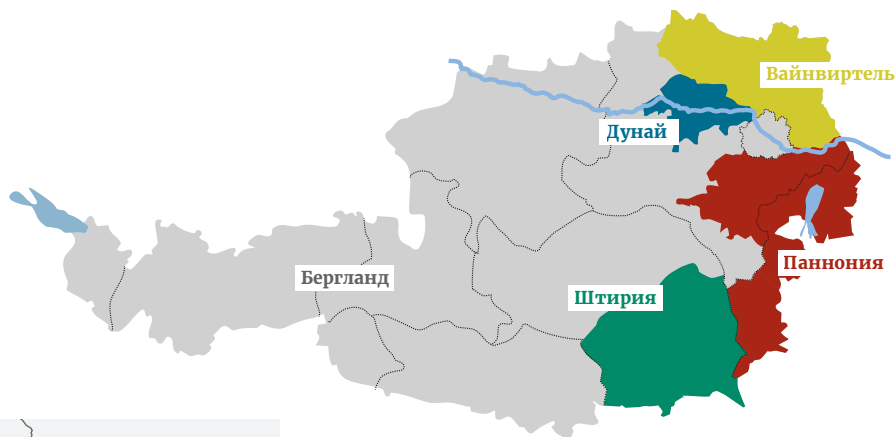 Вайнвиртель
Дунай
Паннония
Бергланд
Штирия